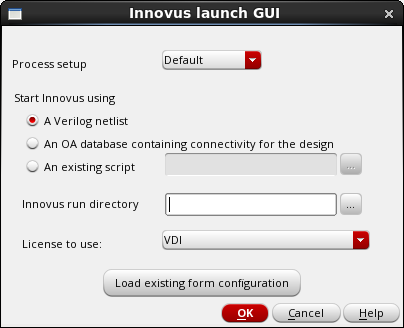 Innovus launch GUI
Process setup Default
Start Innovus using
A Verilog netlist
An OA database containing connectivity for the design
An existing script ...
Innovus run directory ...
License to use: VDI
Load existing form configuration
OK Cancel Help